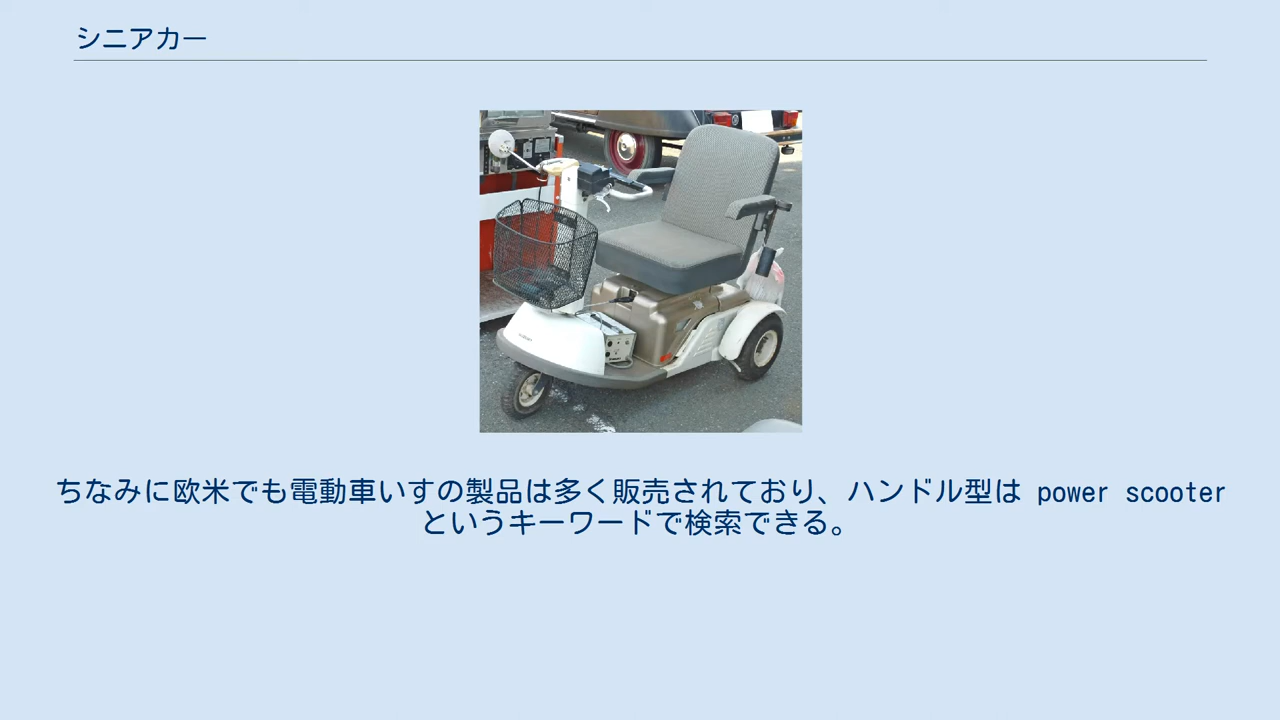 シニアカー
ちなみに欧米でも電動車いすの製品は多く販売されており、ハンドル型は power scooter
というキーワードで検索できる。